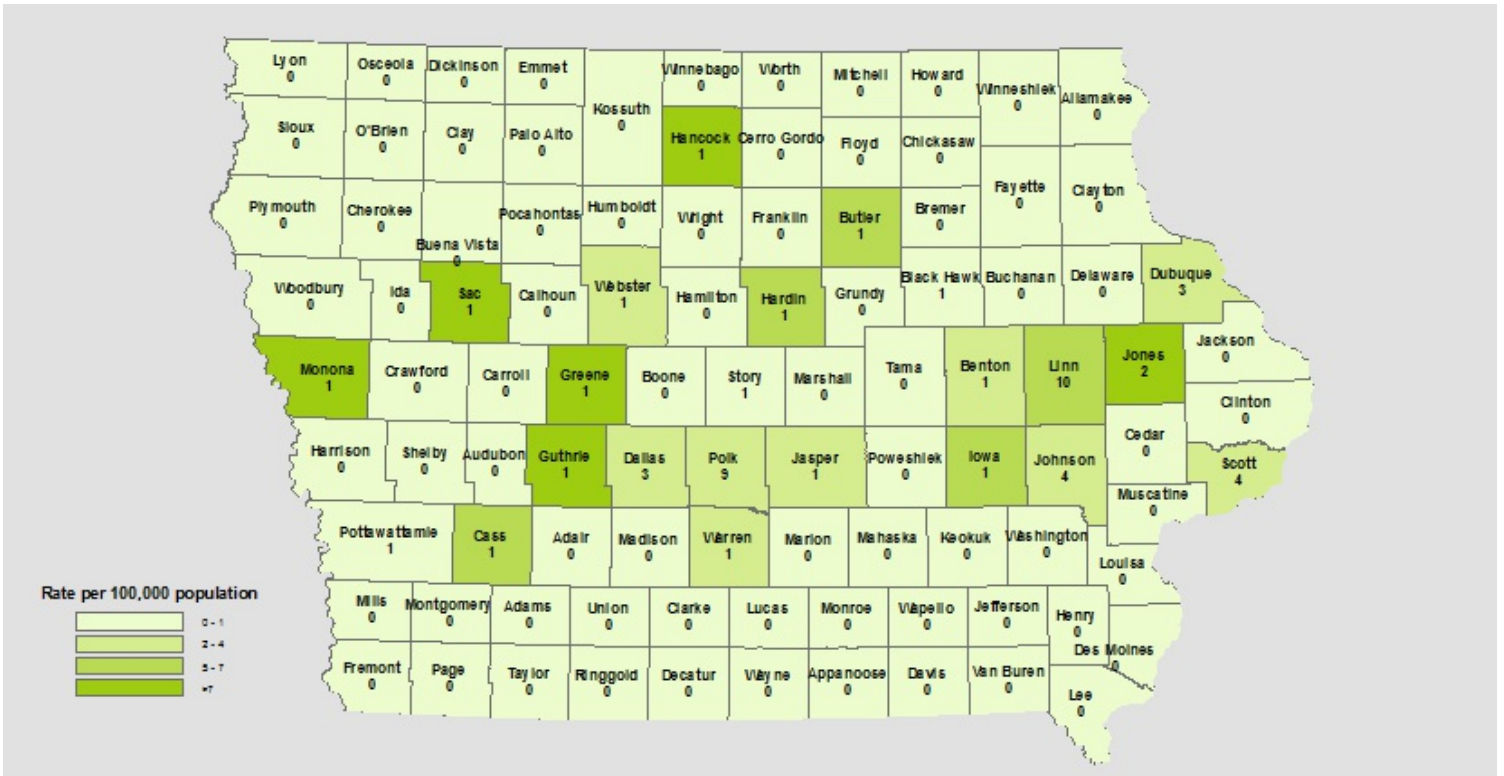 Lyon
0
Osceola
0
Dickinson
0
Emmet
0
Kossuth
0
Winnebago
0
Worth
0
Mitchell
0
Howard
0
Winneshiek
0
Allamakee
0
Sioux
0
O'Brien
0
Clay
0
Palo Alto
0
Hancock
1
Cerro Gordo
0
Floyd
0
Chickasaw
0
Plymouth
0
Cherokee
0
Buena Vista
0
Pocahontas
0
Humboldt
0
Wright
0
Franklin
0
Butler
1
Bremer
0
Fayette
0
Clayton
0
Woodbury
0
Ida
0
Sac
1
Calhoun
0
Webster
1
Hamilton
0
Hardin
1
Grundy
0
Black Hawk
1
Buchanan
0
Delaware
0
Dubuque
3
Monona
1
Crawford
0
Carroll
0
Greene
1
Boone
0
Story
1
Marshall
0
Tama
0
Benton
1
Linn
10
Jones
2
Jackson
0
Clinton
0
Harrison
0
Shelby
0
Audubon
0
Guthrie
1
Dallas
3
Polk
9
Jasper
1
Poweshiek
0
Iowa
1
Johnson
4
Cedar
0
Scott
4
Muscatine
0
Pottawattamie
1
Cass
1
Adair
0
Madison
0
Warren
1
Marion
0
Mahaska
0
Keokuk
0
Washington
0
Louisa
0
Mills
0
Montgomery
0
Adams
0
Union
0
Clarke
0
Lucas
0
Monroe
0
Wapello
0
Jefferson
0
Henry
0
Des Moines
0
Fremont
0
Page
0
Taylor
0
Ringgold
0
Decatur
0
Wayne
0
Appanoose
0
Davis
0
Van Buren
0
Lee
0
Rate per 100,000 population
0 - 1
2 - 4
5 - 7